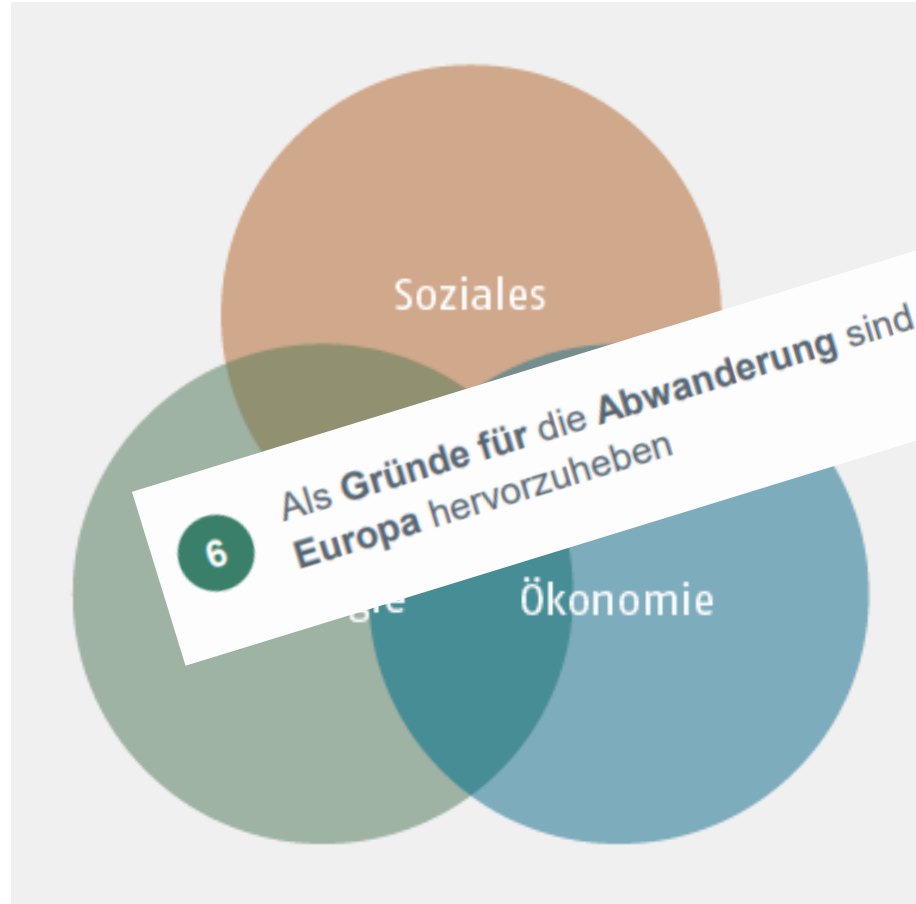 Soziales
Als Gründe für die Abwanderung sind
6
Europa hervorzuheben
Ökonomie